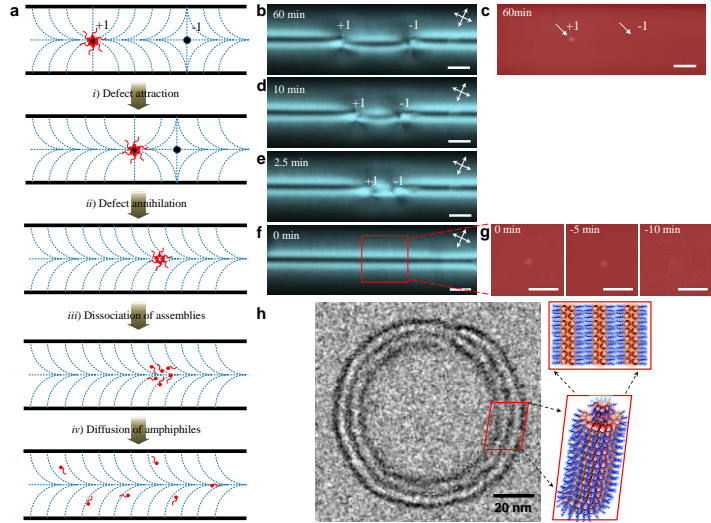 a
+1
-1
i) Defect attraction
ii) Defect annihilation
iii) Dissociation of assemblies
iv) Diffusion of amphiphiles
b
60 min
+1
-1
c
60min
+1
-1
d
10 min
+1
-1
e
2.5 min
+1
-1
f
0 min
g
0 min
-5 min
-10 min
h
20 nm